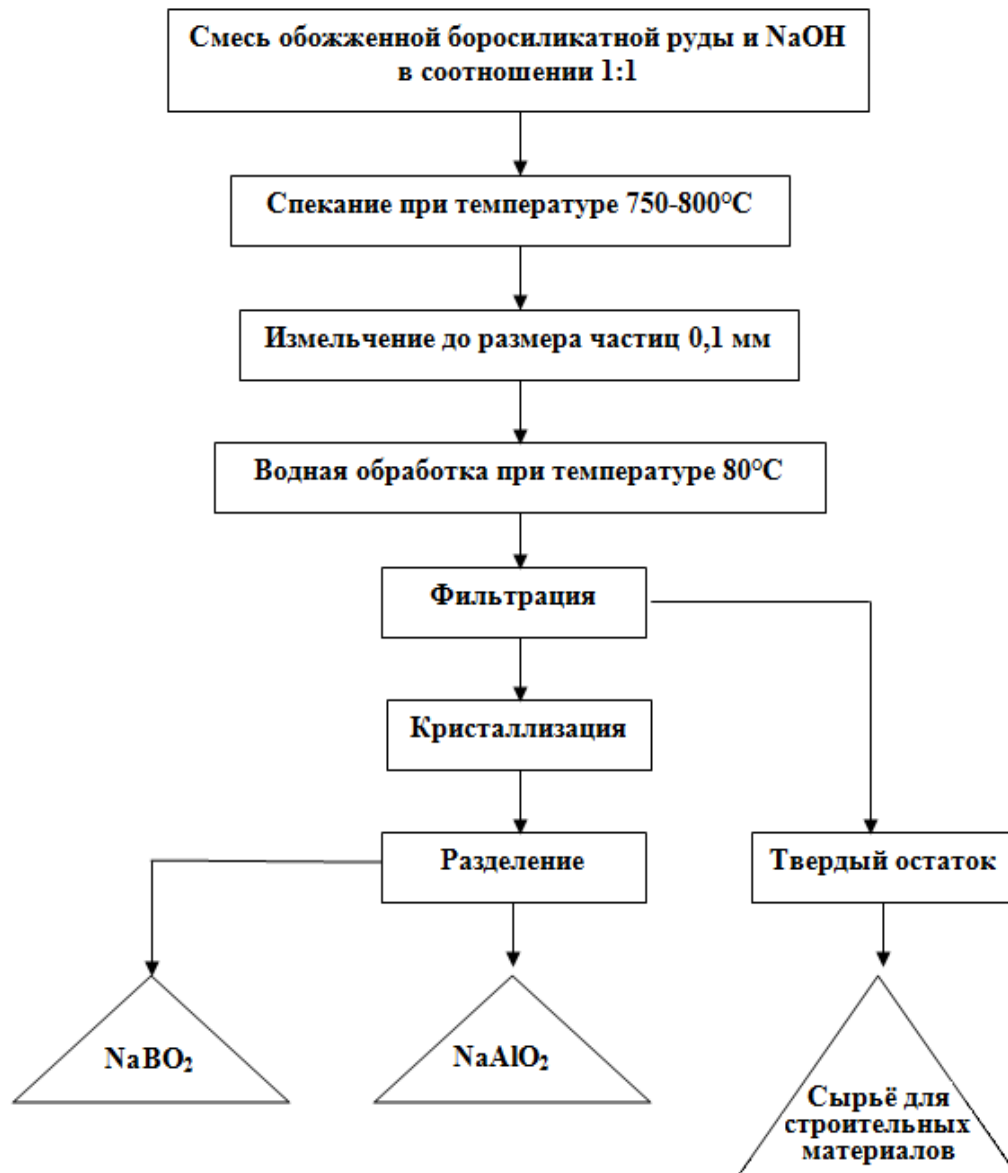 Смесь обожженной боросиликатной руды и NaOH
в соотношении 1:1
Спекание при температуре 750-800°С
Измельчение до размера частиц 0,1 мм
Водная обработка при температуре 80°С
Фильтрация
Кристаллизация
Разделение
Твердый остаток
NaBO₂
NaAlO₂
Сырьё для
строительных
материалов